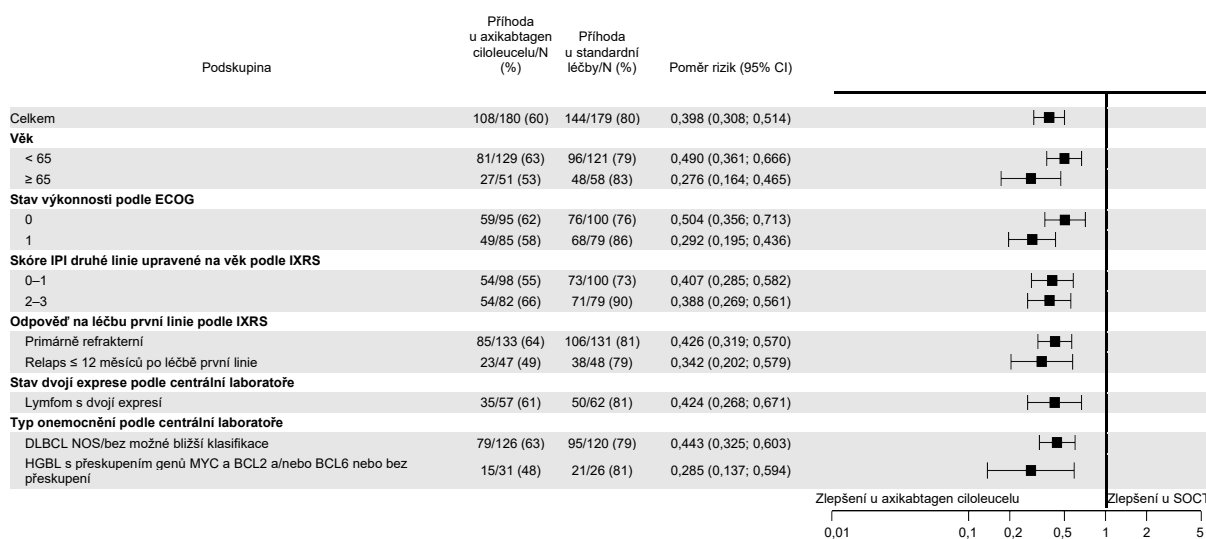 Podskupina
Příhoda
u axikabtagen
ciloleucelu/N
(%)
Příhoda
u standardní
léčby/N (%)
Poměr rizik (95% CI)
Celkem 108/180 (60) 144/179 (80) 0,398 (0,308; 0,514)
Věk
< 65 81/129 (63) 96/121 (79) 0,490 (0,361; 0,666)
≥ 65 27/51 (53) 48/58 (83) 0,276 (0,164; 0,465)
Stav výkonnosti podle ECOG
0 59/95 (62) 76/100 (76) 0,504 (0,356; 0,713)
1 49/85 (58) 68/79 (86) 0,292 (0,195; 0,436)
Skóre IPI druhé linie upravené na věk podle IXRS
0–1 54/98 (55) 73/100 (73) 0,407 (0,285; 0,582)
2–3 54/82 (66) 71/79 (90) 0,388 (0,269; 0,561)
Odpověď na léčbu první linie podle IXRS
Primárně refrakterní 85/133 (64) 106/131 (81) 0,426 (0,319; 0,570)
Relaps ≤ 12 měsíců po léčbě první linie 23/47 (49) 38/48 (79) 0,342 (0,202; 0,579)
Stav dvojí exprese podle centrální laboratoře
Lymfom s dvojí expresí 35/57 (61) 50/62 (81) 0,424 (0,268; 0,671)
Typ onemocnění podle centrální laboratoře
DLBCL NOS/bez možné bližší klasifikace 79/126 (63) 95/120 (79) 0,443 (0,325; 0,603)
HGBL s přeskupením genů MYC a BCL2 a/nebo BCL6 nebo bez
přeskupení 15/31 (48) 21/26 (81) 0,285 (0,137; 0,594)
Zlepšení u axikabtagen ciloleucelu Zlepšení u SOCT
0,01 0,1 0,2 0,5 1 2 5